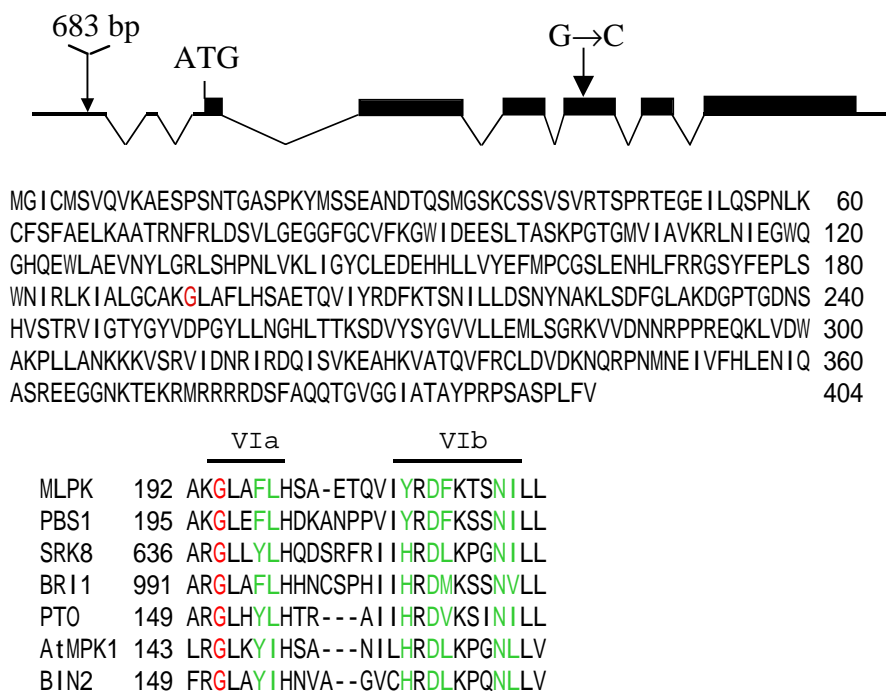 683 bp
ATG
G→C
MGICMSVQVKAESPSNTGASPKYMSSEANDTQSMGSKCSSVSVRTSPRTEGEILQSPNLK 60
CFSFAELKAATRNFRLDSVLGEGGFGCVFKGWIDEESLTASKPGTGMVIAVKRLNIEGWQ 120
GHQEWLAEVNYLGRLSHPNLVKLIGYCLEDEHHLLVYEFMPCGSLENHLFRRGSYFEPLS 180
WNIRLKIALGCAKGLAFLHSAETQVIYRDFKTSNILLDSNYNAKLSDFGLAKDGPTGDNS 240
HVSTRVIGTYGYVDPGYLLNGHLTTKSDVYSYGVVLLEMLSGRKVVDNNRPPREQKLVDW 300
AKPLLANKKKVSRVIDNRIRDQISVKEAHKVATQVFRCLDVDKNQRPNMNEIVFHLENIQ 360
ASREEGGNKTEKRMRRRRDSFAQQTGVGGIATAYPRPSASPLFV 404
VIa VIb
MLPK 192 AKGLAFLHSA-ETQVIYRDFKTSNILL
PBS1 195 AKGLEFLHDKANPPVIYRDFKSSNILL
SRK8 636 ARGLLYLHQDSRFRIIHRDLKPGNILL
BRI1 991 ARGLAFLHHNCSPHIIHRDMKSSNVLL
PTO 149 ARGLHYLHTR---AIIHRDVKSINILL
AtMPK1 143 LRGLKYIHSA---NILHRDLKPGNLLV
BIN2 149 FRGLAYIHNVA--GVCHRDLKPQNLLV